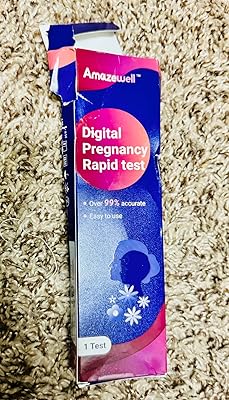 Amazewell™
Digital
Pregnancy
Rapid test
Over 99% accurate
Easy to use
1 Test